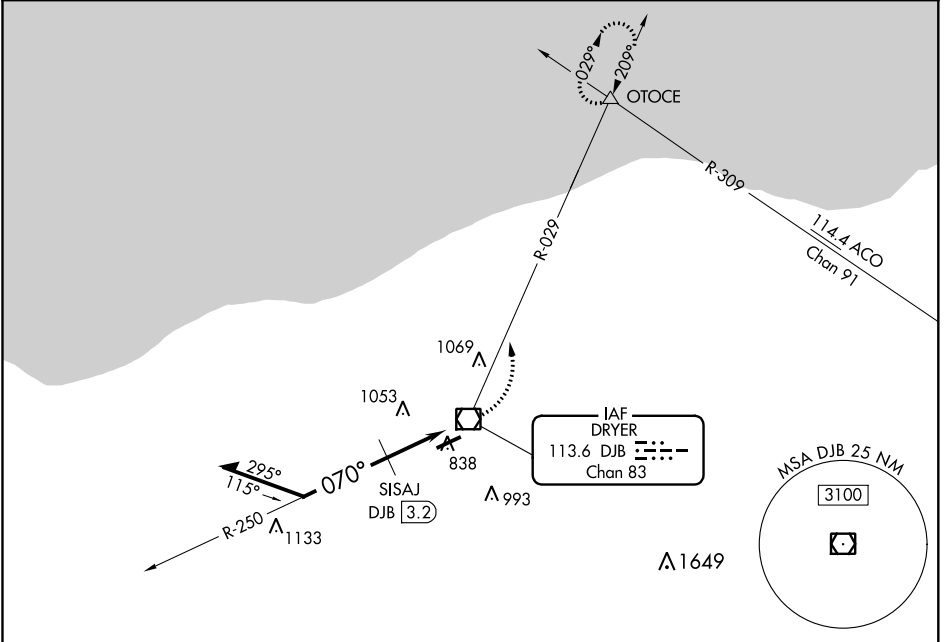 029°
209°
OTOCE
R-309
114.4 ACO
Chan 91
R-029
1069
1053
IAF
DRYER
113.6 DJB
Chan 83
838
295°
115°
070°
SISAJ
DJB 3.2
993
R-250
1133
MSA DJB 25 NM
3100
1649